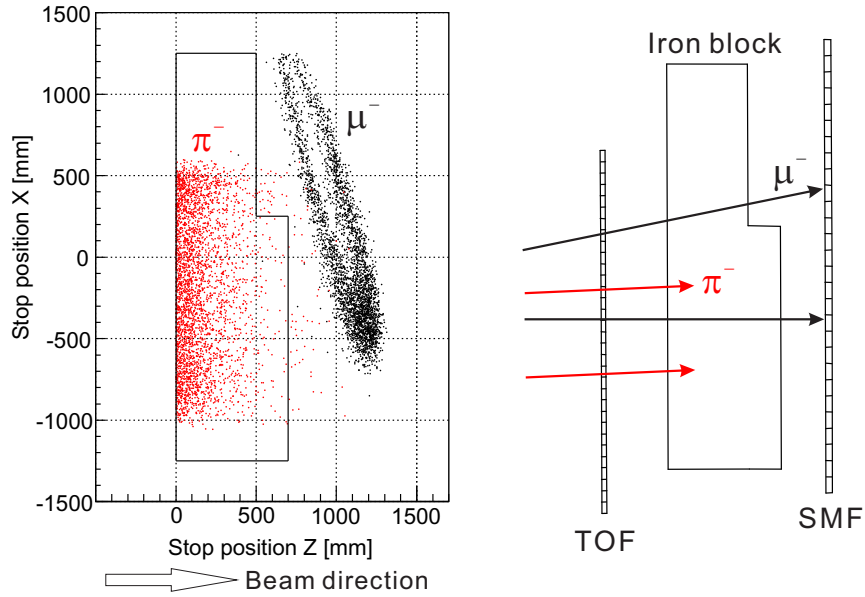 Stop position X [mm]
1500
1000
500
0
-500
-1000
-1500
π⁻
μ⁻
0
500
1000
1500
Stop position Z [mm]
Beam direction
Iron block
μ⁻
π⁻
TOF
SMF